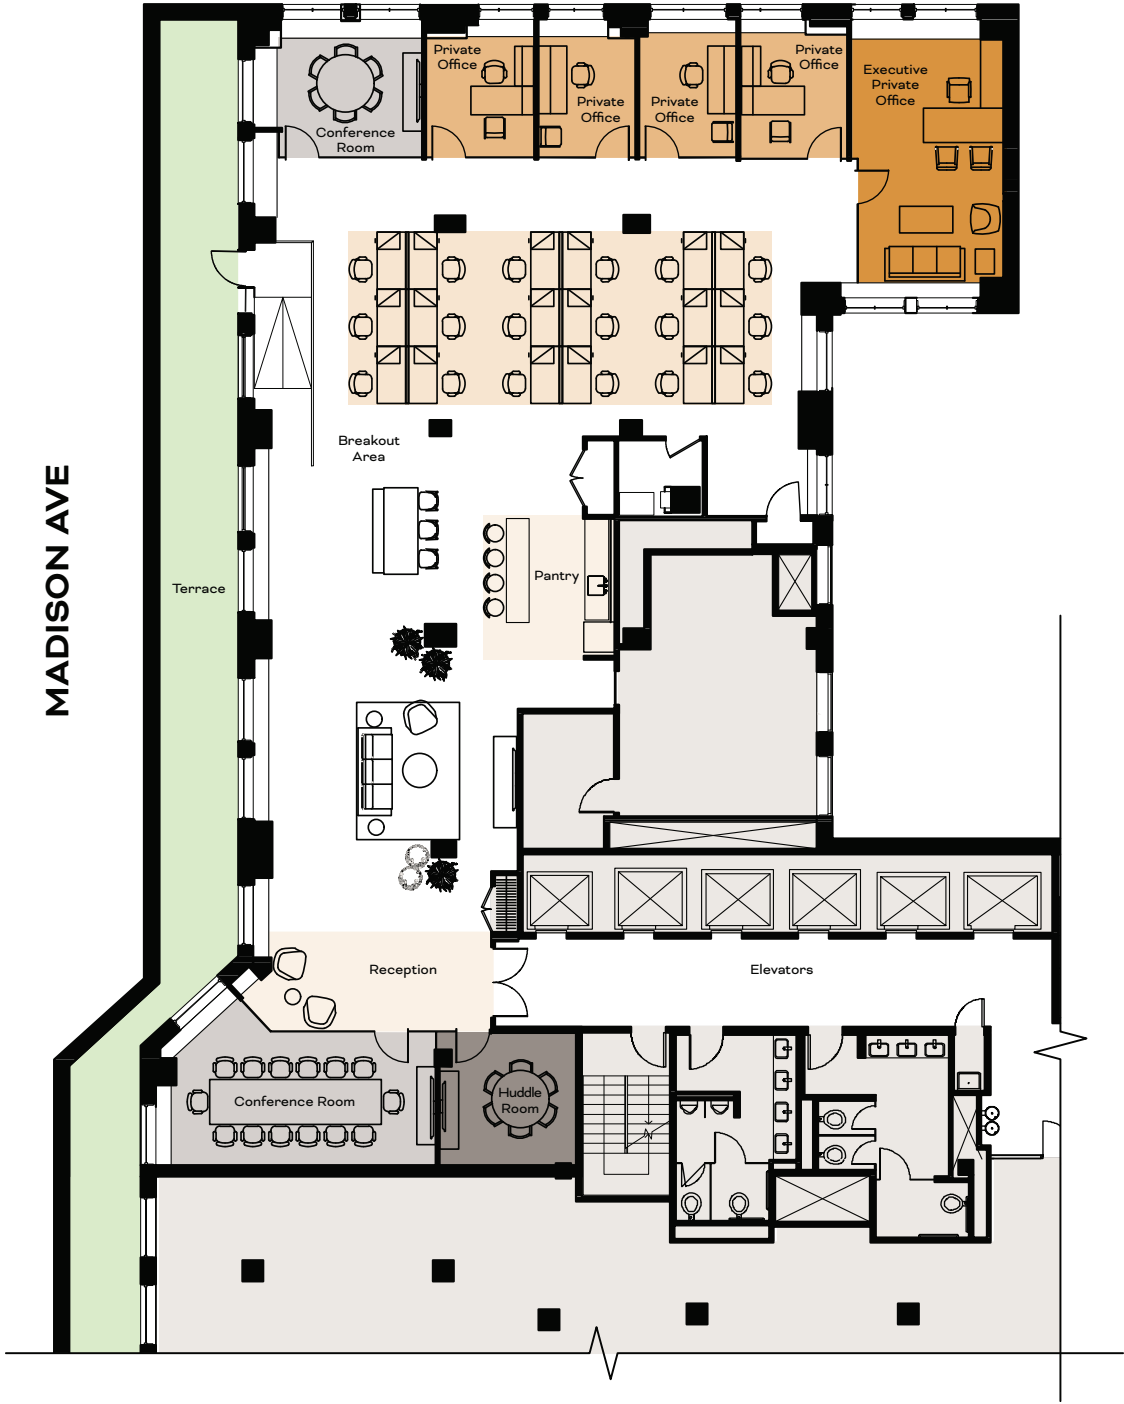 Private
Office
Private
Office
Executive
Private
Office
Private
Office
Private
Office
Conference
Room
Breakout
Area
MADISON AVE
Pantry
Terrace
Reception
Elevators
Conference Room
Huddle
Room